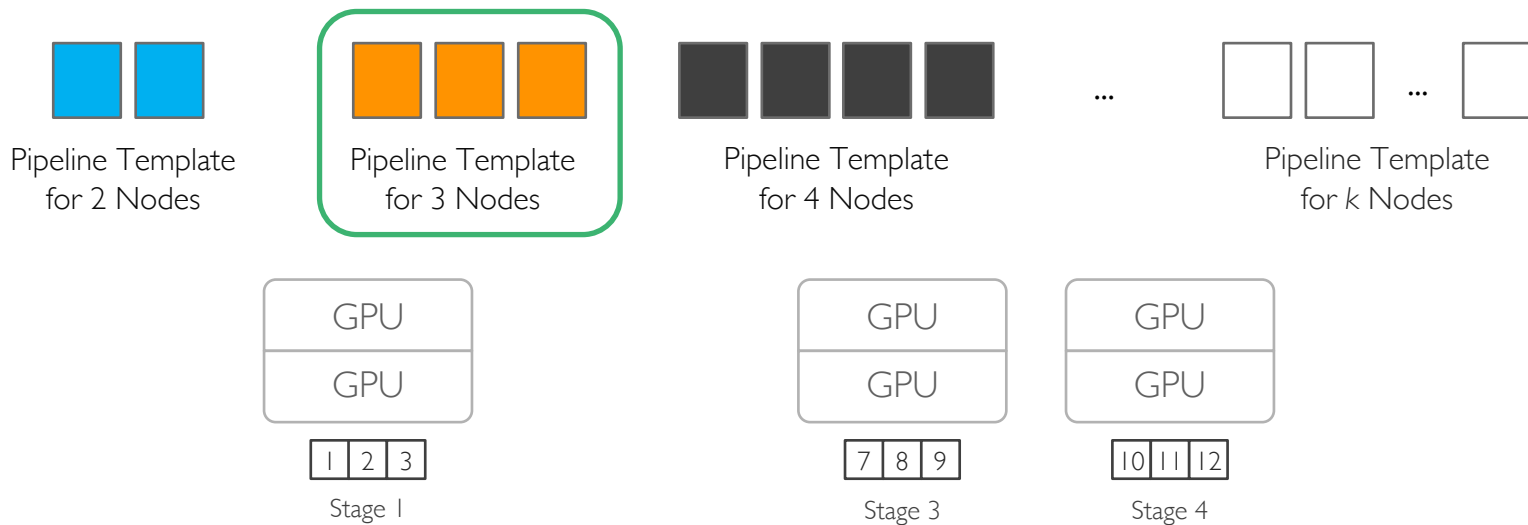 ... ...
Pipeline Template Pipeline Template Pipeline Template Pipeline Template
for 2 Nodes for 3 Nodes for 4 Nodes for k Nodes
GPU GPU GPU
GPU GPU GPU
1 2 3 7 8 9 10 11 12
Stage 1 Stage 3 Stage 4